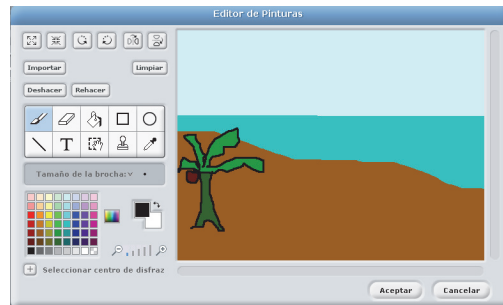 Editor de Pinturas
Importar
Limpiar
Deshacer
Rehacer
T
Tamaño de la brocha:
Seleccionar centro de disfraz
Aceptar
Cancelar